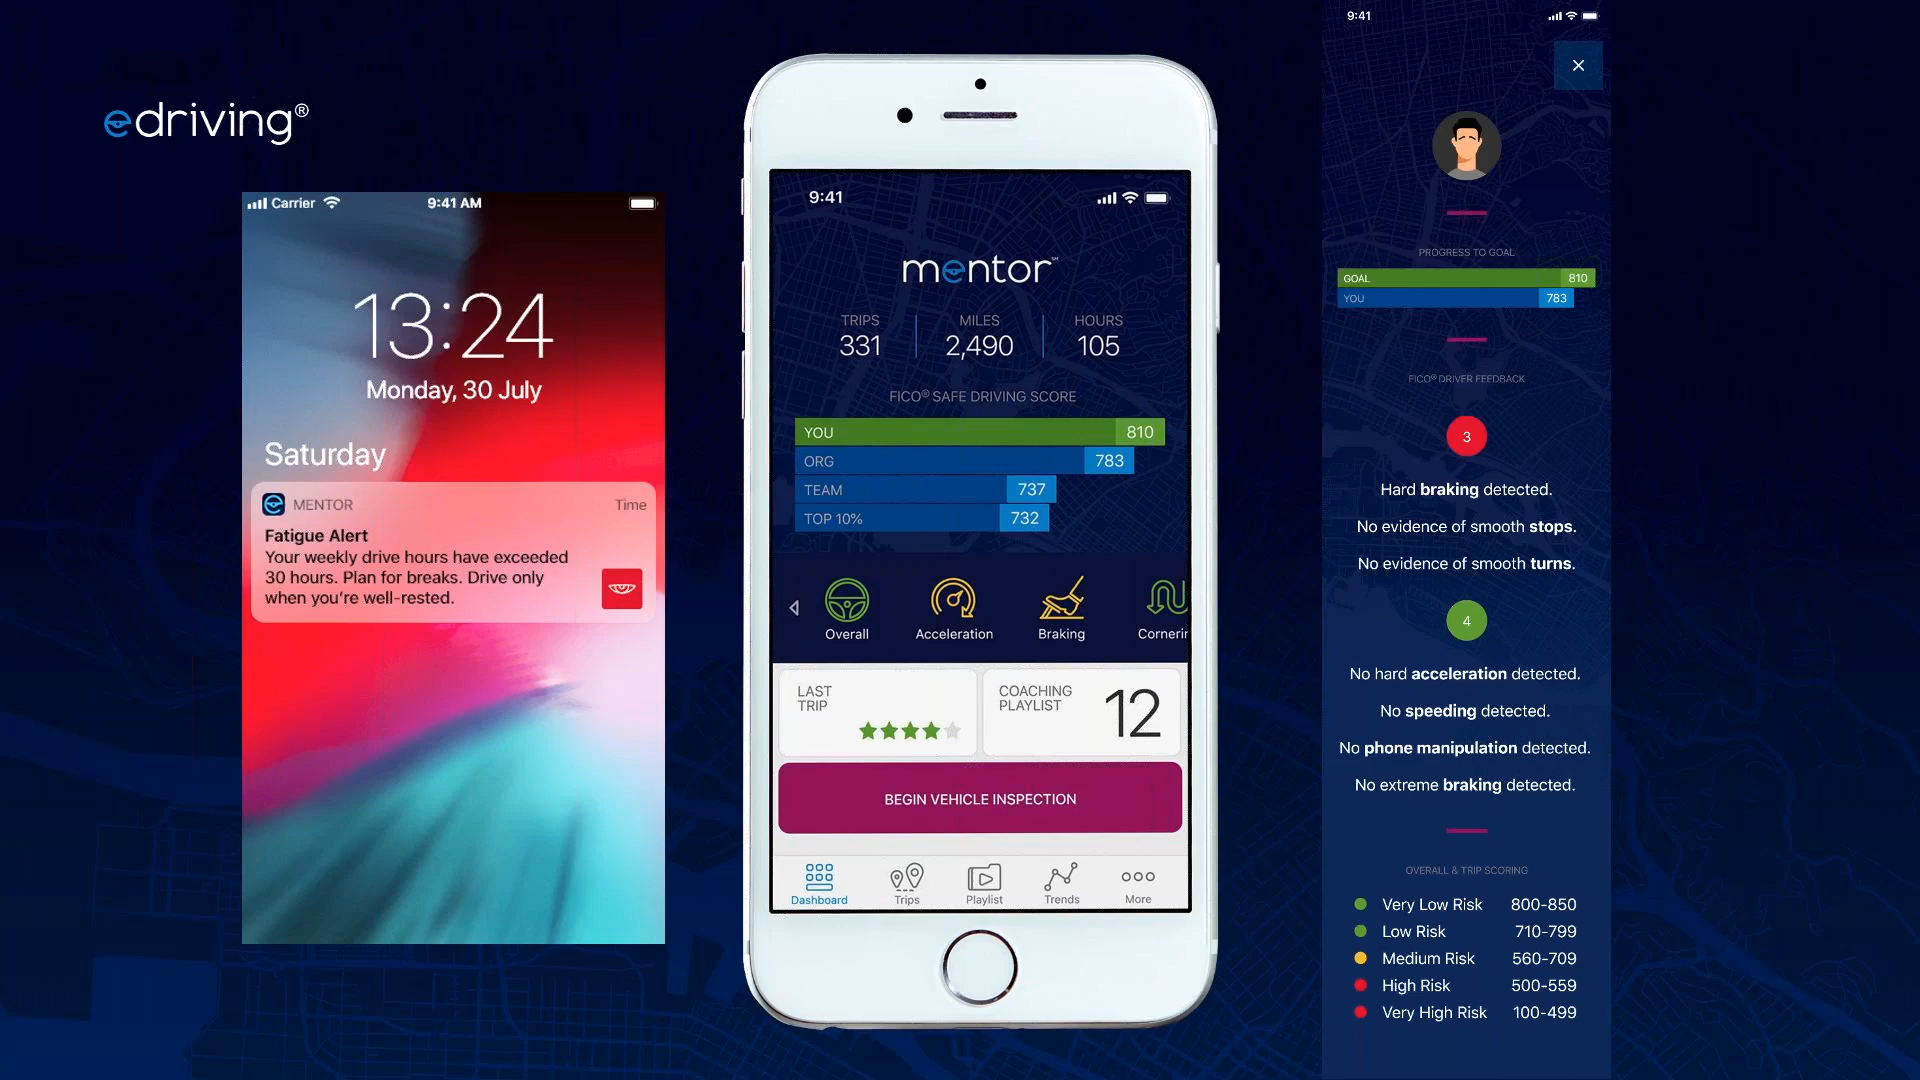 edriving®
Carrier 9:41 AM
13:24
Monday, 30 July
Saturday
MENTOR Time
Fatigue Alert
Your weekly drive hours have exceeded
30 hours. Plan for breaks. Drive only
when you're well-rested.
9:41
mentor℠
TRIPS MILES HOURS
331 2,490 105
FICO® SAFE DRIVING SCORE
YOU 810
ORG 783
TEAM 737
TOP 10% 732
Overall Acceleration Braking Cornerin
LAST
TRIP
COACHING
PLAYLIST
12
BEGIN VEHICLE INSPECTION
Dashboard Trips Playlist Trends More
9:41
PROGRESS TO GOAL
GOAL 810
YOU 783
FICO® DRIVER FEEDBACK
3
Hard braking detected.
No evidence of smooth stops.
No evidence of smooth turns.
4
No hard acceleration detected.
No speeding detected.
No phone manipulation detected.
No extreme braking detected.
OVERALL & TRIP SCORING
Very Low Risk 800-850
Low Risk 710-799
Medium Risk 560-709
High Risk 500-559
Very High Risk 100-499